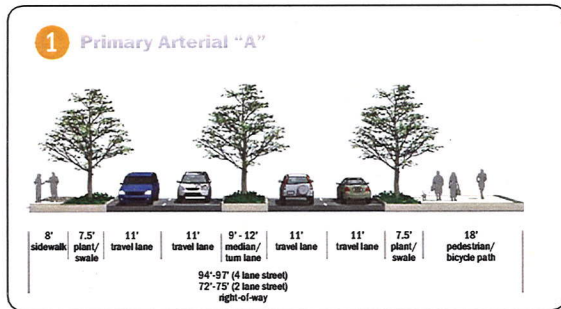 1 Primary Arterial “A”
8' 7.5' 11' 11' 9' - 12' 11' 11' 7.5' 18'
sidewalk plant/ travel lane travel lane median/ travel lane travel lane plant/ pedestrian/
swale turn lane swale bicycle path
94'-97' (4 lane street)
72'-75' (2 lane street)
right-of-way